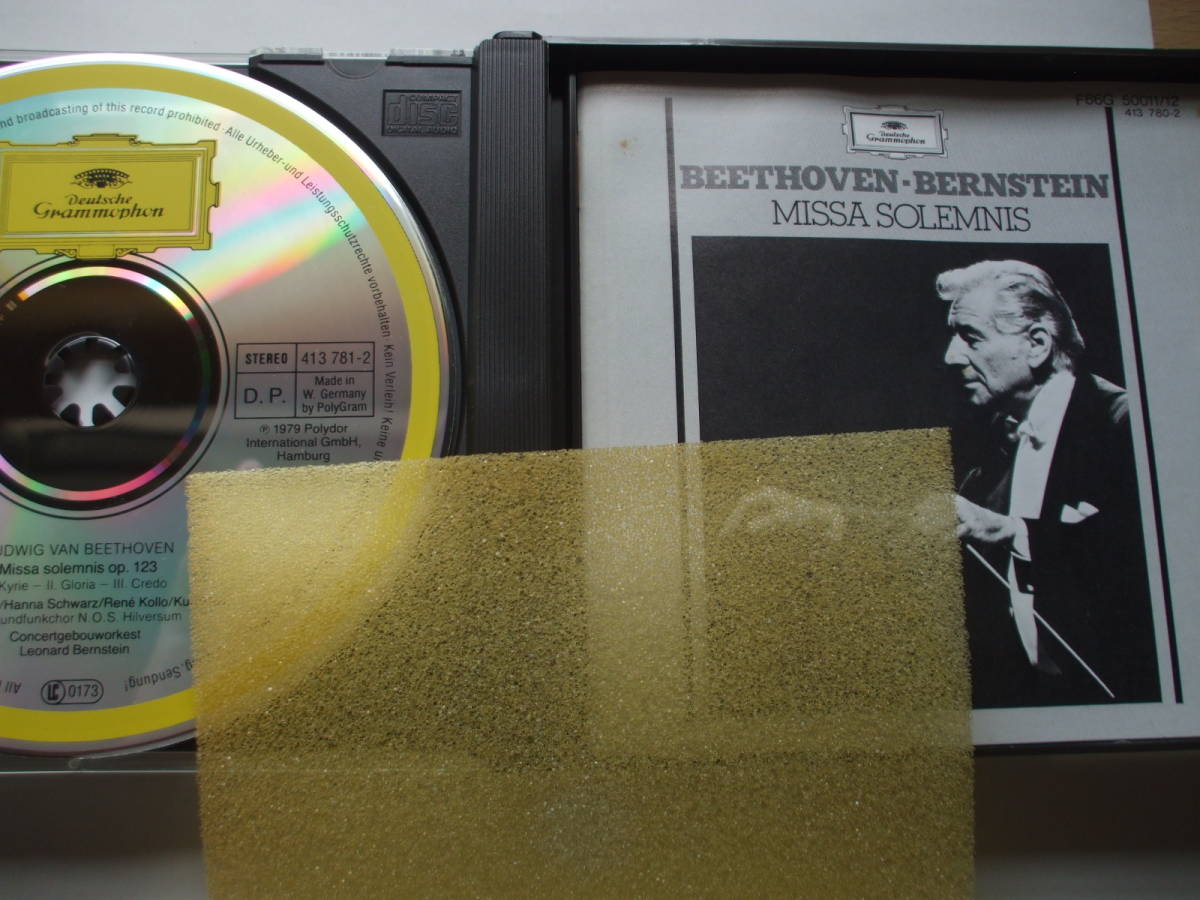 nd broadcasting of this record prohibited · Alle Urheber- und Leistungsschutzrechte vorbehalten · Kein Verleih! Keine u
Deutsche
Grammophon
COMPACT
disc
DIGITAL AUDIO
STEREO 413 781-2
D. P. Made in
W. Germany
by PolyGram
℗ 1979 Polydor
International GmbH,
Hamburg
UDWIG VAN BEETHOVEN
Missa solemnis op. 123
Kyrie – II. Gloria – III. Credo
/Hanna Schwarz/René Kollo/Ku
undfunkchor N.O.S. Hilversum
Concertgebouworkest
Leonard Bernstein
g, Sendung!
All
LC 0173
F66G 50011/12
413 780-2
Deutsche
Grammophon
BEETHOVEN·BERNSTEIN
MISSA SOLEMNIS